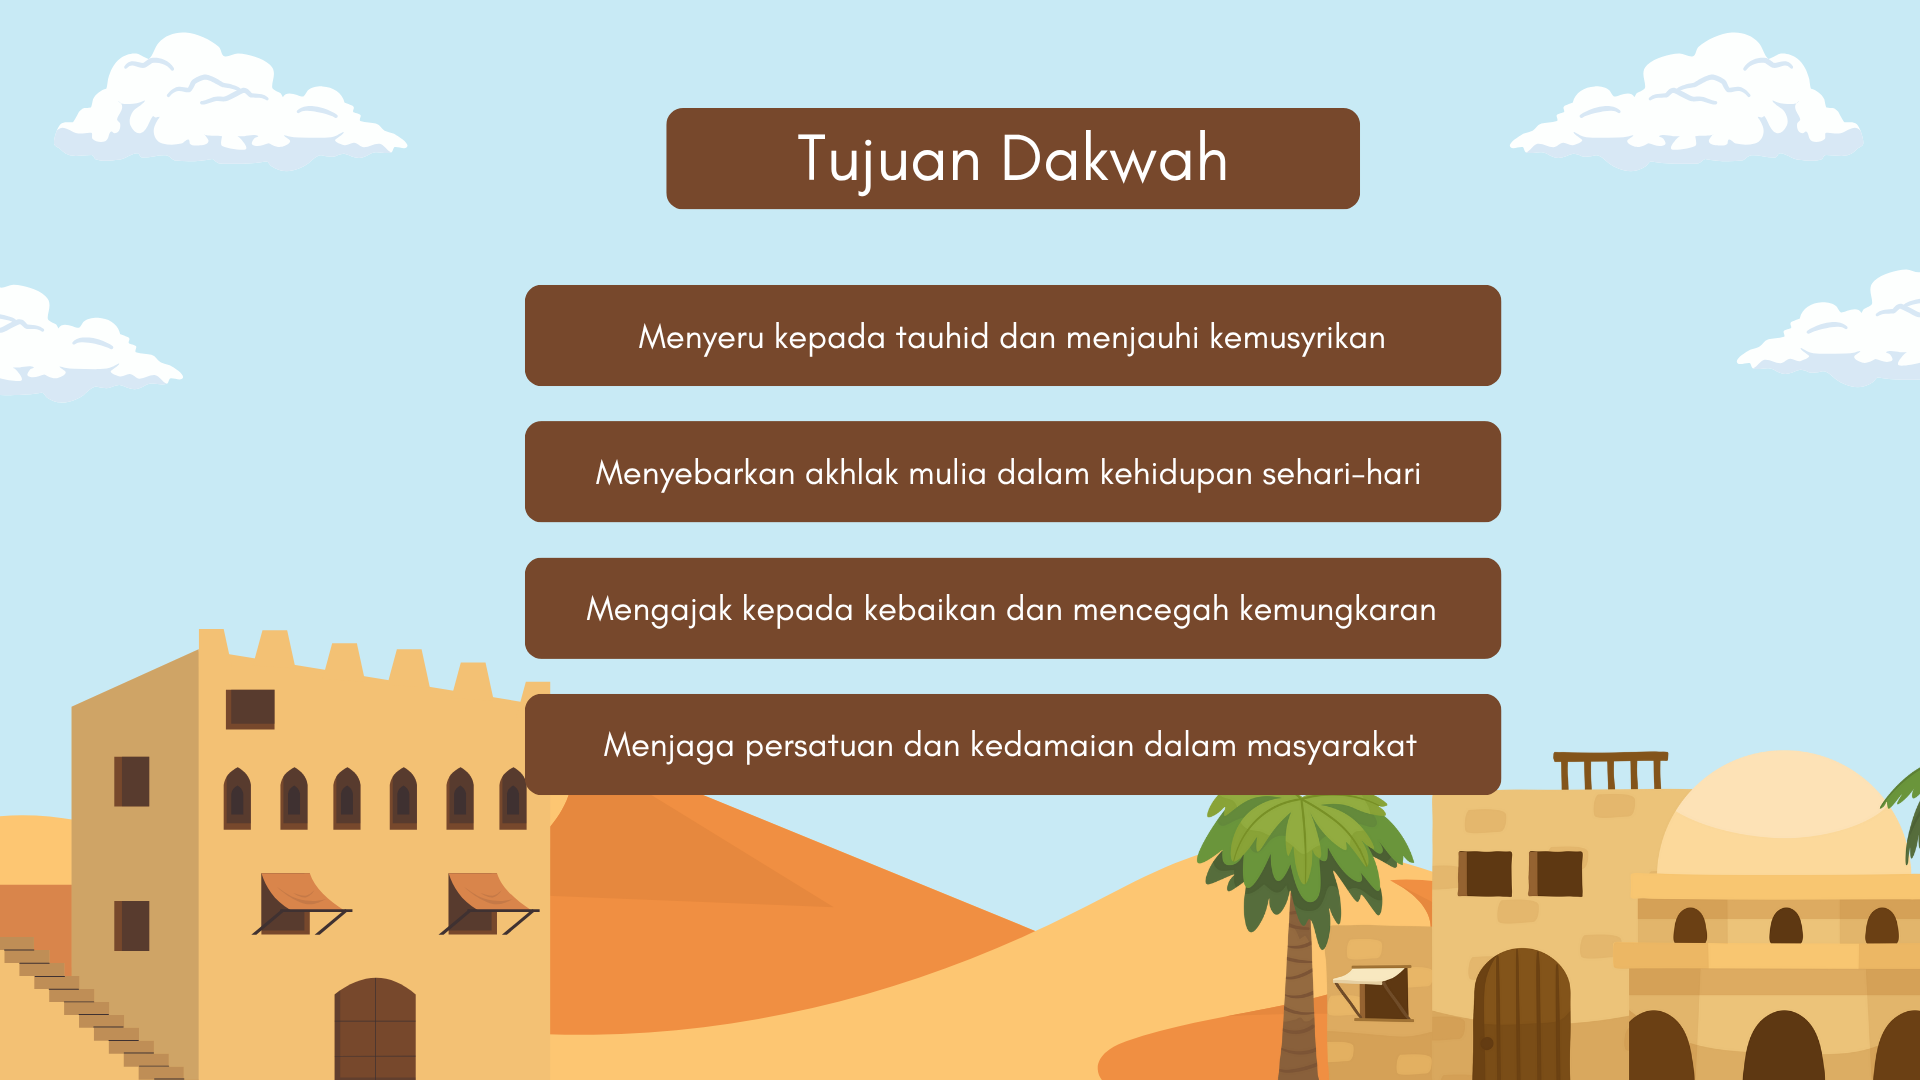 Tujuan Dakwah
Menyeru kepada tauhid dan menjauhi kemusyrikan
Menyebarkan akhlak mulia dalam kehidupan sehari-hari
Mengajak kepada kebaikan dan mencegah kemungkaran
Menjaga persatuan dan kedamaian dalam masyarakat